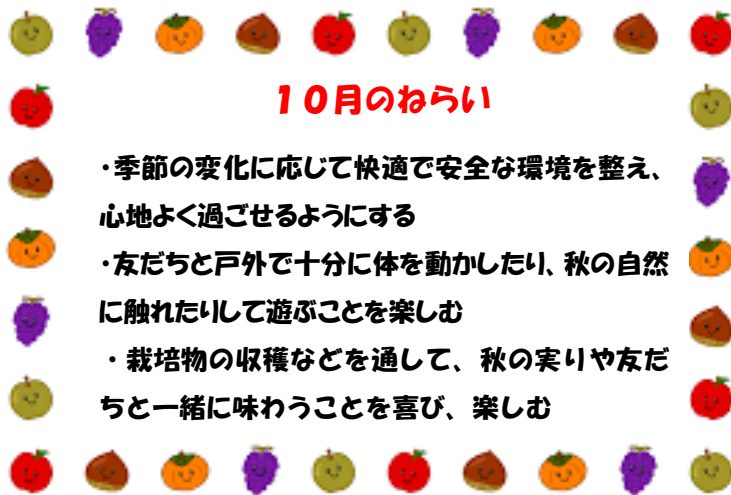 １０月のねらい
・季節の変化に応じて快適で安全な環境を整え、
心地よく過ごせるようにする
・友だちと戸外で十分に体を動かしたり、秋の自然
に触れたりして遊ぶことを楽しむ
・栽培物の収穫などを通して、秋の実りや友だ
ちと一緒に味わうことを喜び、楽しむ